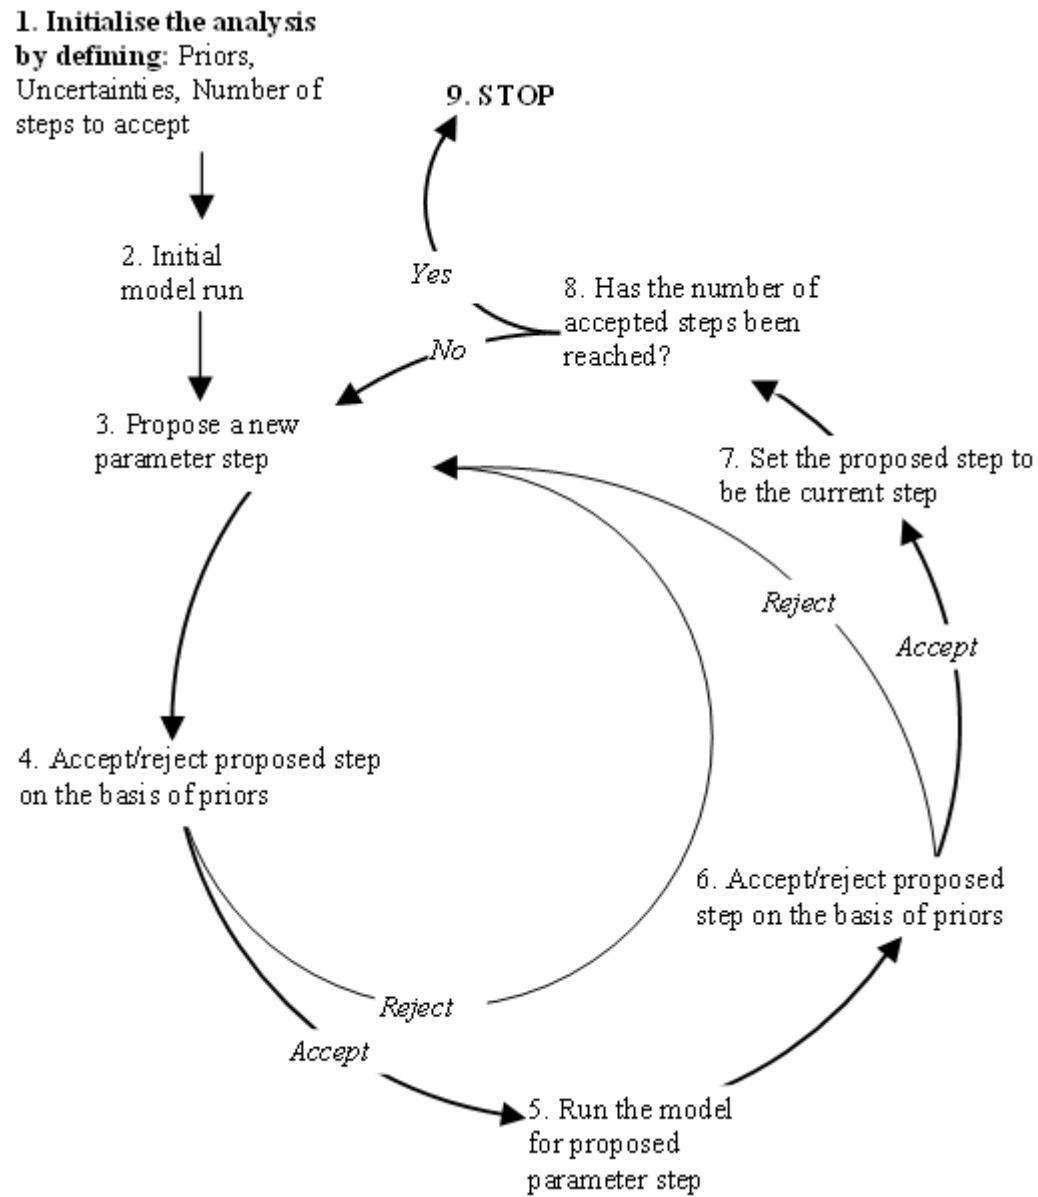 1. Initialise the analysis
by defining: Priors,
Uncertainties, Number of
steps to accept
9. STOP
2. Initial
model run
Yes
8. Has the number of
accepted steps been
reached?
No
3. Propose a new
parameter step
7. Set the proposed step to
be the current step
Reject
Accept
4. Accept/reject proposed step
on the basis of priors
6. Accept/reject proposed
step on the basis of priors
Reject
Accept
5. Run the model
for proposed
parameter step